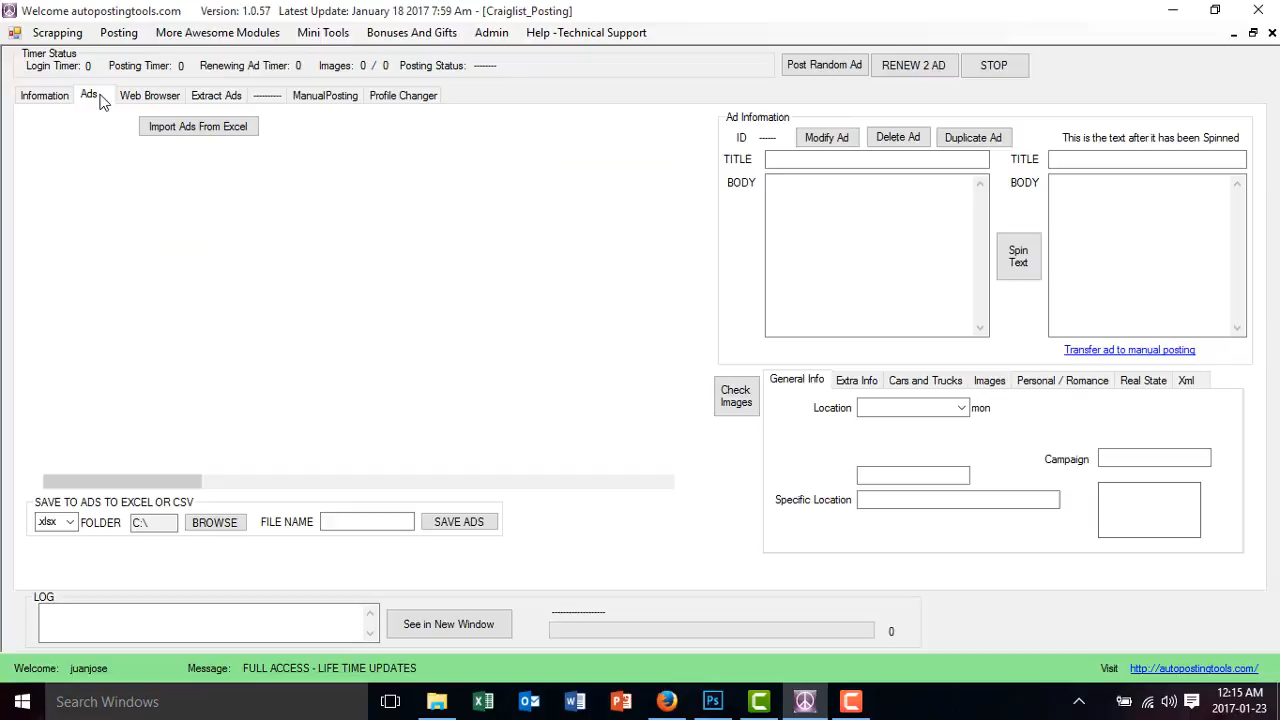 Welcome autopostingtools.com Version: 1.0.57 Latest Update: January 18 2017 7:59 Am - [Craiglist_Posting]
Scrapping Posting More Awesome Modules Mini Tools Bonuses And Gifts Admin Help -Technical Support
Timer Status
Login Timer: 0 Posting Timer: 0 Renewing Ad Timer: 0 Images: 0 / 0 Posting Status: -------
Post Random Ad RENEW 2 AD STOP
Information Ads Web Browser Extract Ads ---------- ManualPosting Profile Changer
Import Ads From Excel
Ad Information
ID ------ Modify Ad Delete Ad Duplicate Ad This is the text after it has been Spinned
TITLE TITLE
BODY BODY
Spin
Text
Transfer ad to manual posting
Check
Images
General Info Extra Info Cars and Trucks Images Personal / Romance Real State Xml
Location mon
Campaign
Specific Location
SAVE TO ADS TO EXCEL OR CSV
.xlsx FOLDER C:\ BROWSE FILE NAME SAVE ADS
LOG
See in New Window
------------------- 0
Welcome: juanjose Message: FULL ACCESS - LIFE TIME UPDATES Visit http://autopostingtools.com/
Search Windows
12:15 AM
2017-01-23